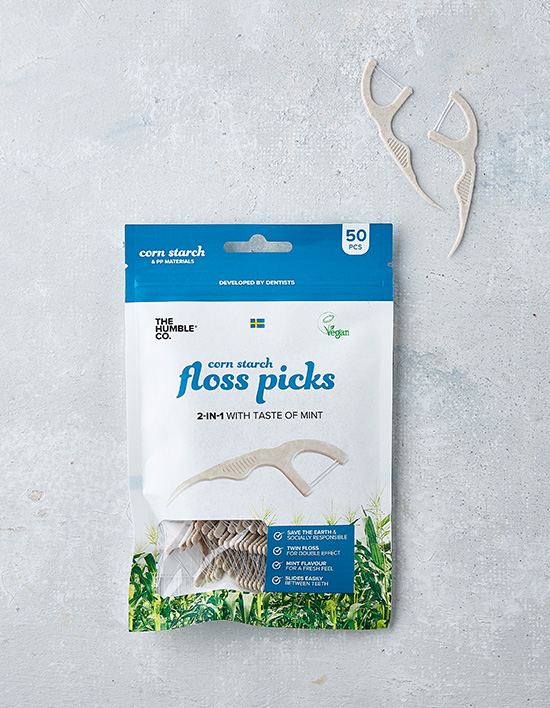 corn starch
& PP MATERIALS
50
PCS
DEVELOPED BY DENTISTS
THE
HUMBLE®
CO.
Vegan
corn starch
floss picks
2-IN-1 WITH TASTE OF MINT
SAVE THE EARTH &
SOCIALLY RESPONSIBLE
TWIN FLOSS
FOR DOUBLE EFFECT
MINT FLAVOUR
FOR A FRESH FEEL
SLIDES EASILY
BETWEEN TEETH